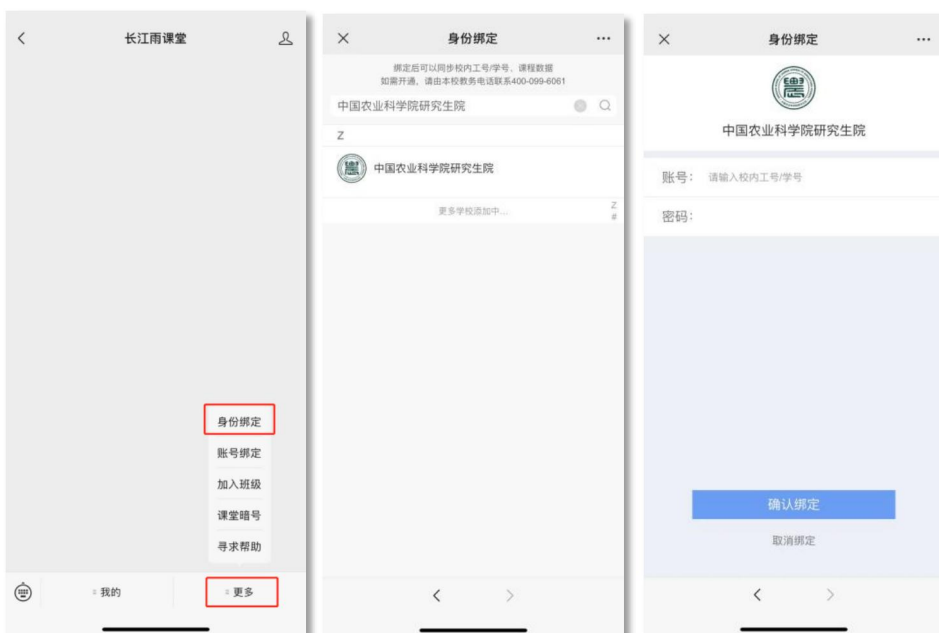 长江雨课堂
身份绑定
账号绑定
加入班级
课堂暗号
寻求帮助
我的
更多
身份绑定
绑定后可以同步校内工号/学号、课程数据
如需开通，请由本校教务电话联系400-099-6061
中国农业科学院研究生院
Z
中国农业科学院研究生院
更多学校添加中...
Z
#
身份绑定
中国农业科学院研究生院
账号： 请输入校内工号/学号
密码：
确认绑定
取消绑定